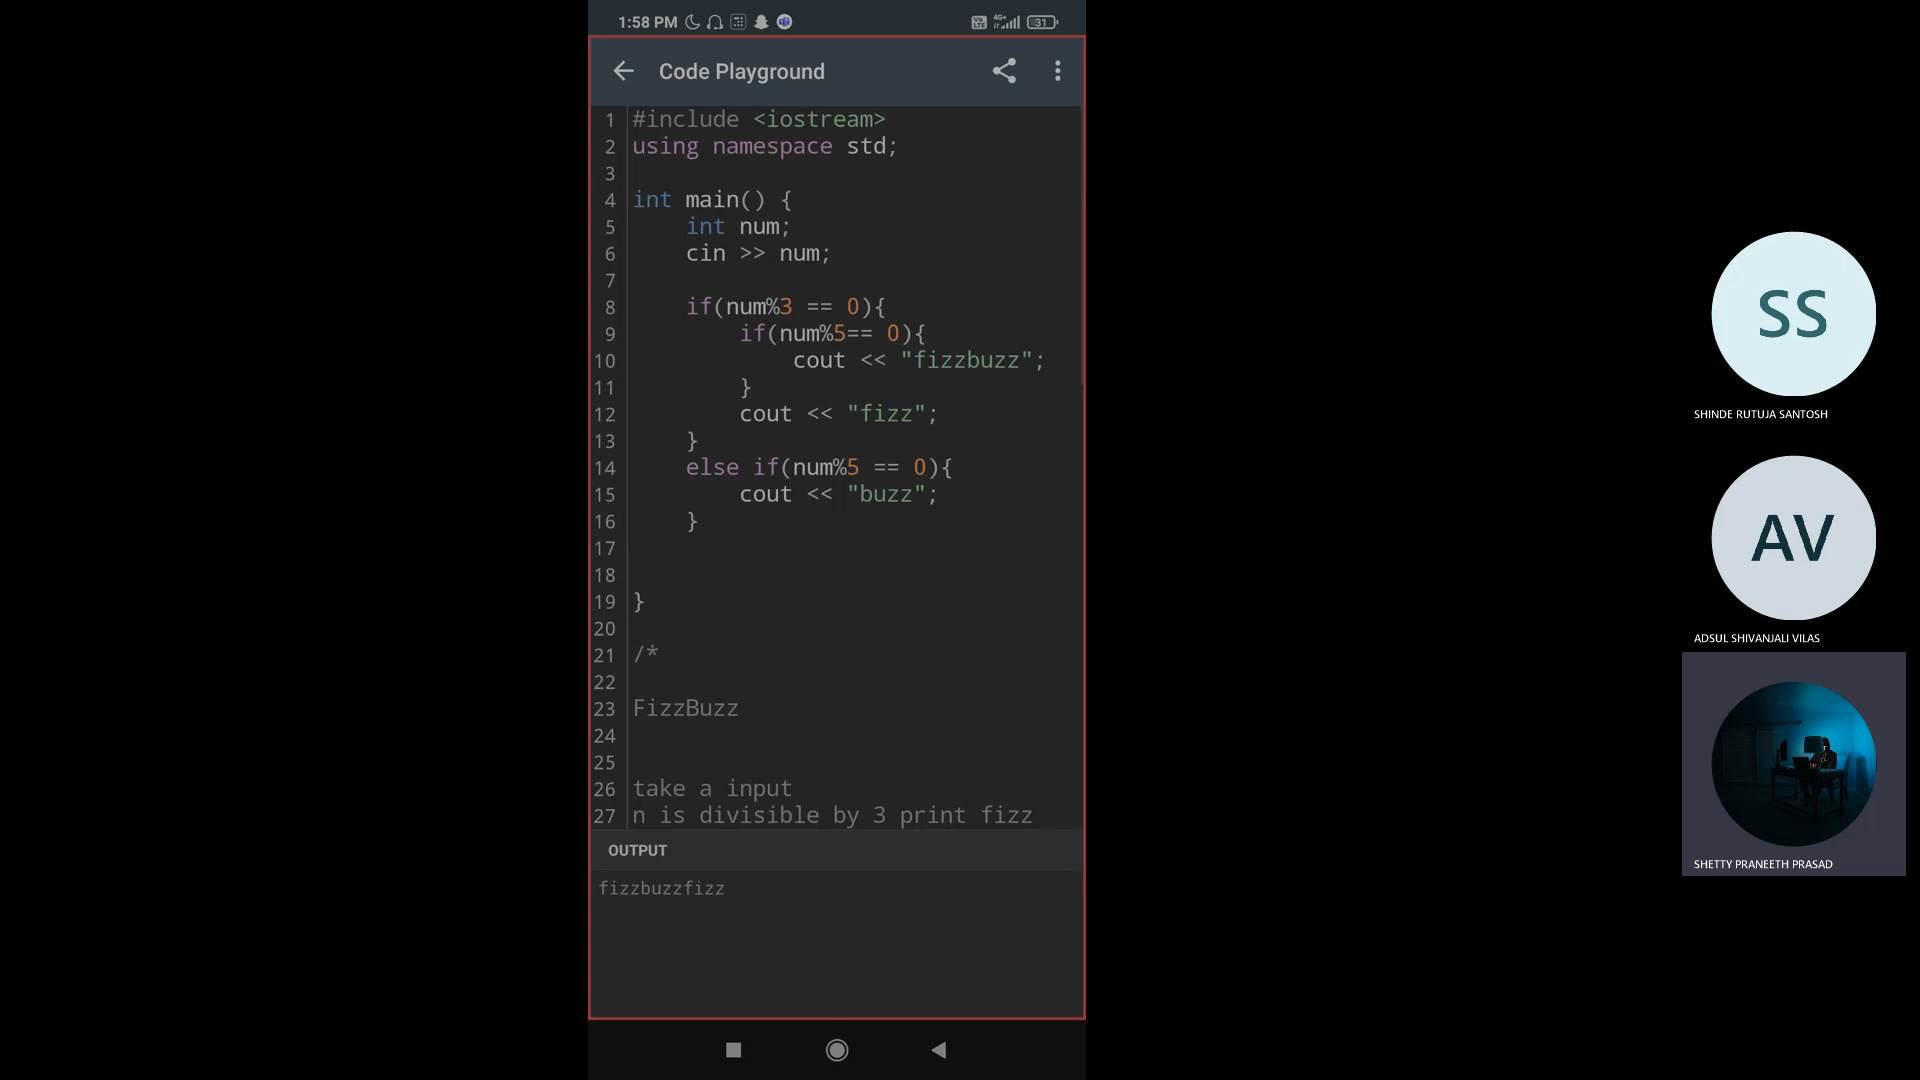 1:58 PM
31
Code Playground
1 #include <iostream>
2 using namespace std;
3
4 int main() {
5     int num;
6     cin >> num;
7
8     if(num%3 == 0){
9         if(num%5== 0){
10             cout << "fizzbuzz";
11         }
12         cout << "fizz";
13     }
14     else if(num%5 == 0){
15         cout << "buzz";
16     }
17
18
19 }
20
21 /*
22
23 FizzBuzz
24
25
26 take a input
27 n is divisible by 3 print fizz
OUTPUT
fizzbuzzfizz
SS
SHINDE RUTUJA SANTOSH
AV
ADSUL SHIVANJALI VILAS
SHETTY PRANEETH PRASAD